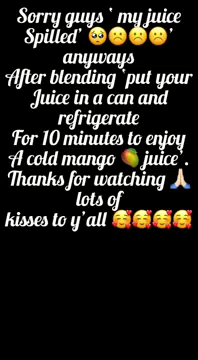 Sorry guys ' my juice
Spilled' 🥺☹️☹️☹️'
anyways
After blending 'put your
Juice in a can and
refrigerate
For 10 minutes to enjoy
A cold mango 🥭 juice'.
Thanks for watching 🙏🏻
lots of
kisses to y'all 🥰🥰🥰🥰